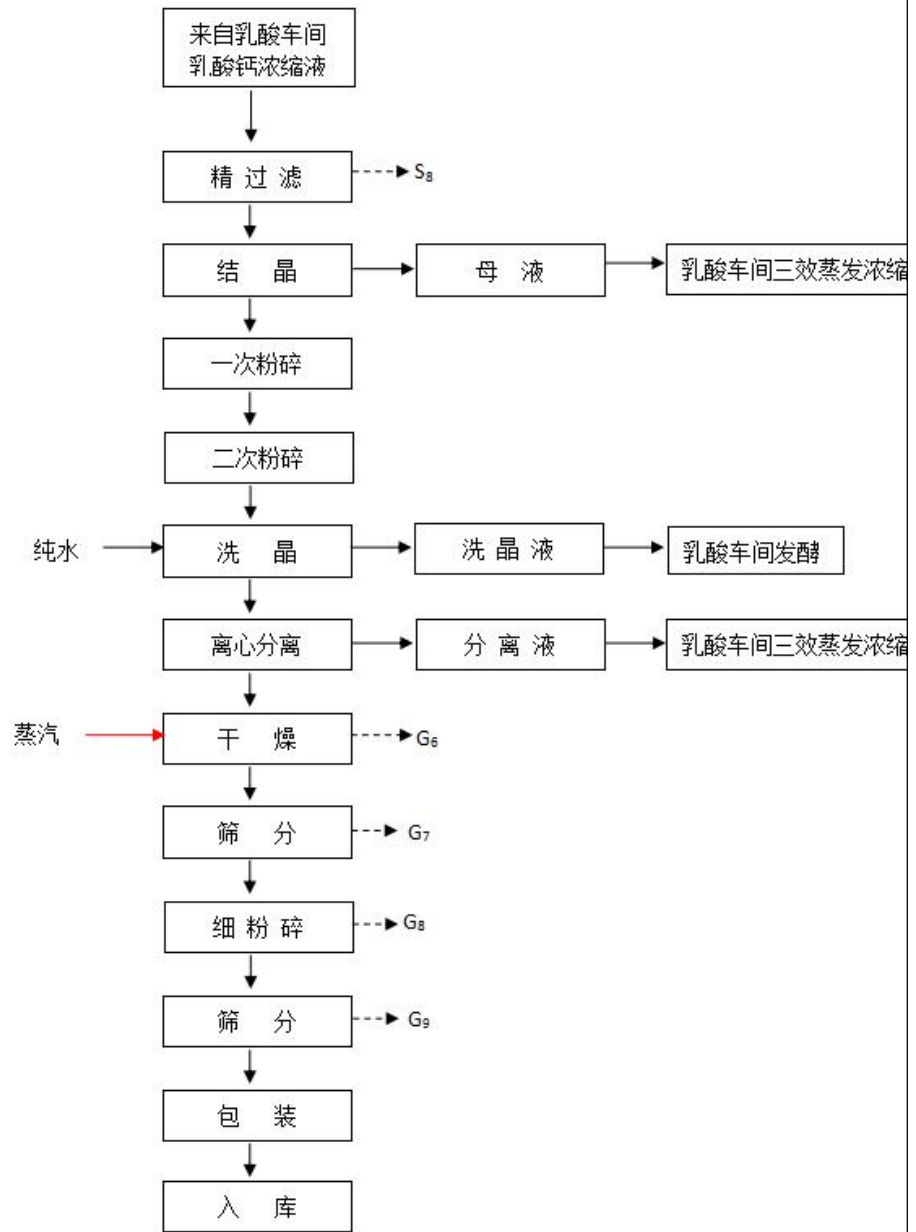 来自乳酸车间
乳酸钙浓缩液
精过滤
S₈
结晶
母液
乳酸车间三效蒸发浓缩
一次粉碎
二次粉碎
纯水
洗晶
洗晶液
乳酸车间发酵
离心分离
分离液
乳酸车间三效蒸发浓缩
蒸汽
干燥
G₆
筛分
G₇
细粉碎
G₈
筛分
G₉
包装
入库